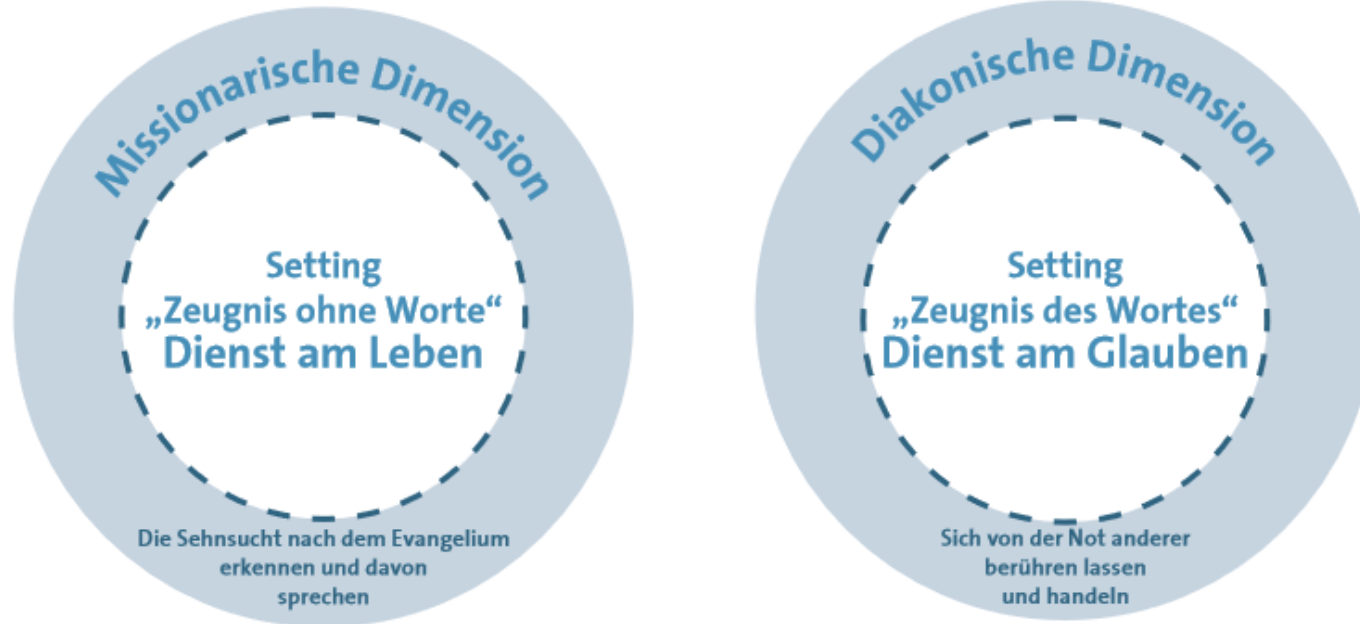 Missionarische Dimension
Setting
„Zeugnis ohne Worte“
Dienst am Leben
Die Sehnsucht nach dem Evangelium
erkennen und davon
sprechen
Diakonische Dimension
Setting
„Zeugnis des Wortes“
Dienst am Glauben
Sich von der Not anderer
berühren lassen
und handeln